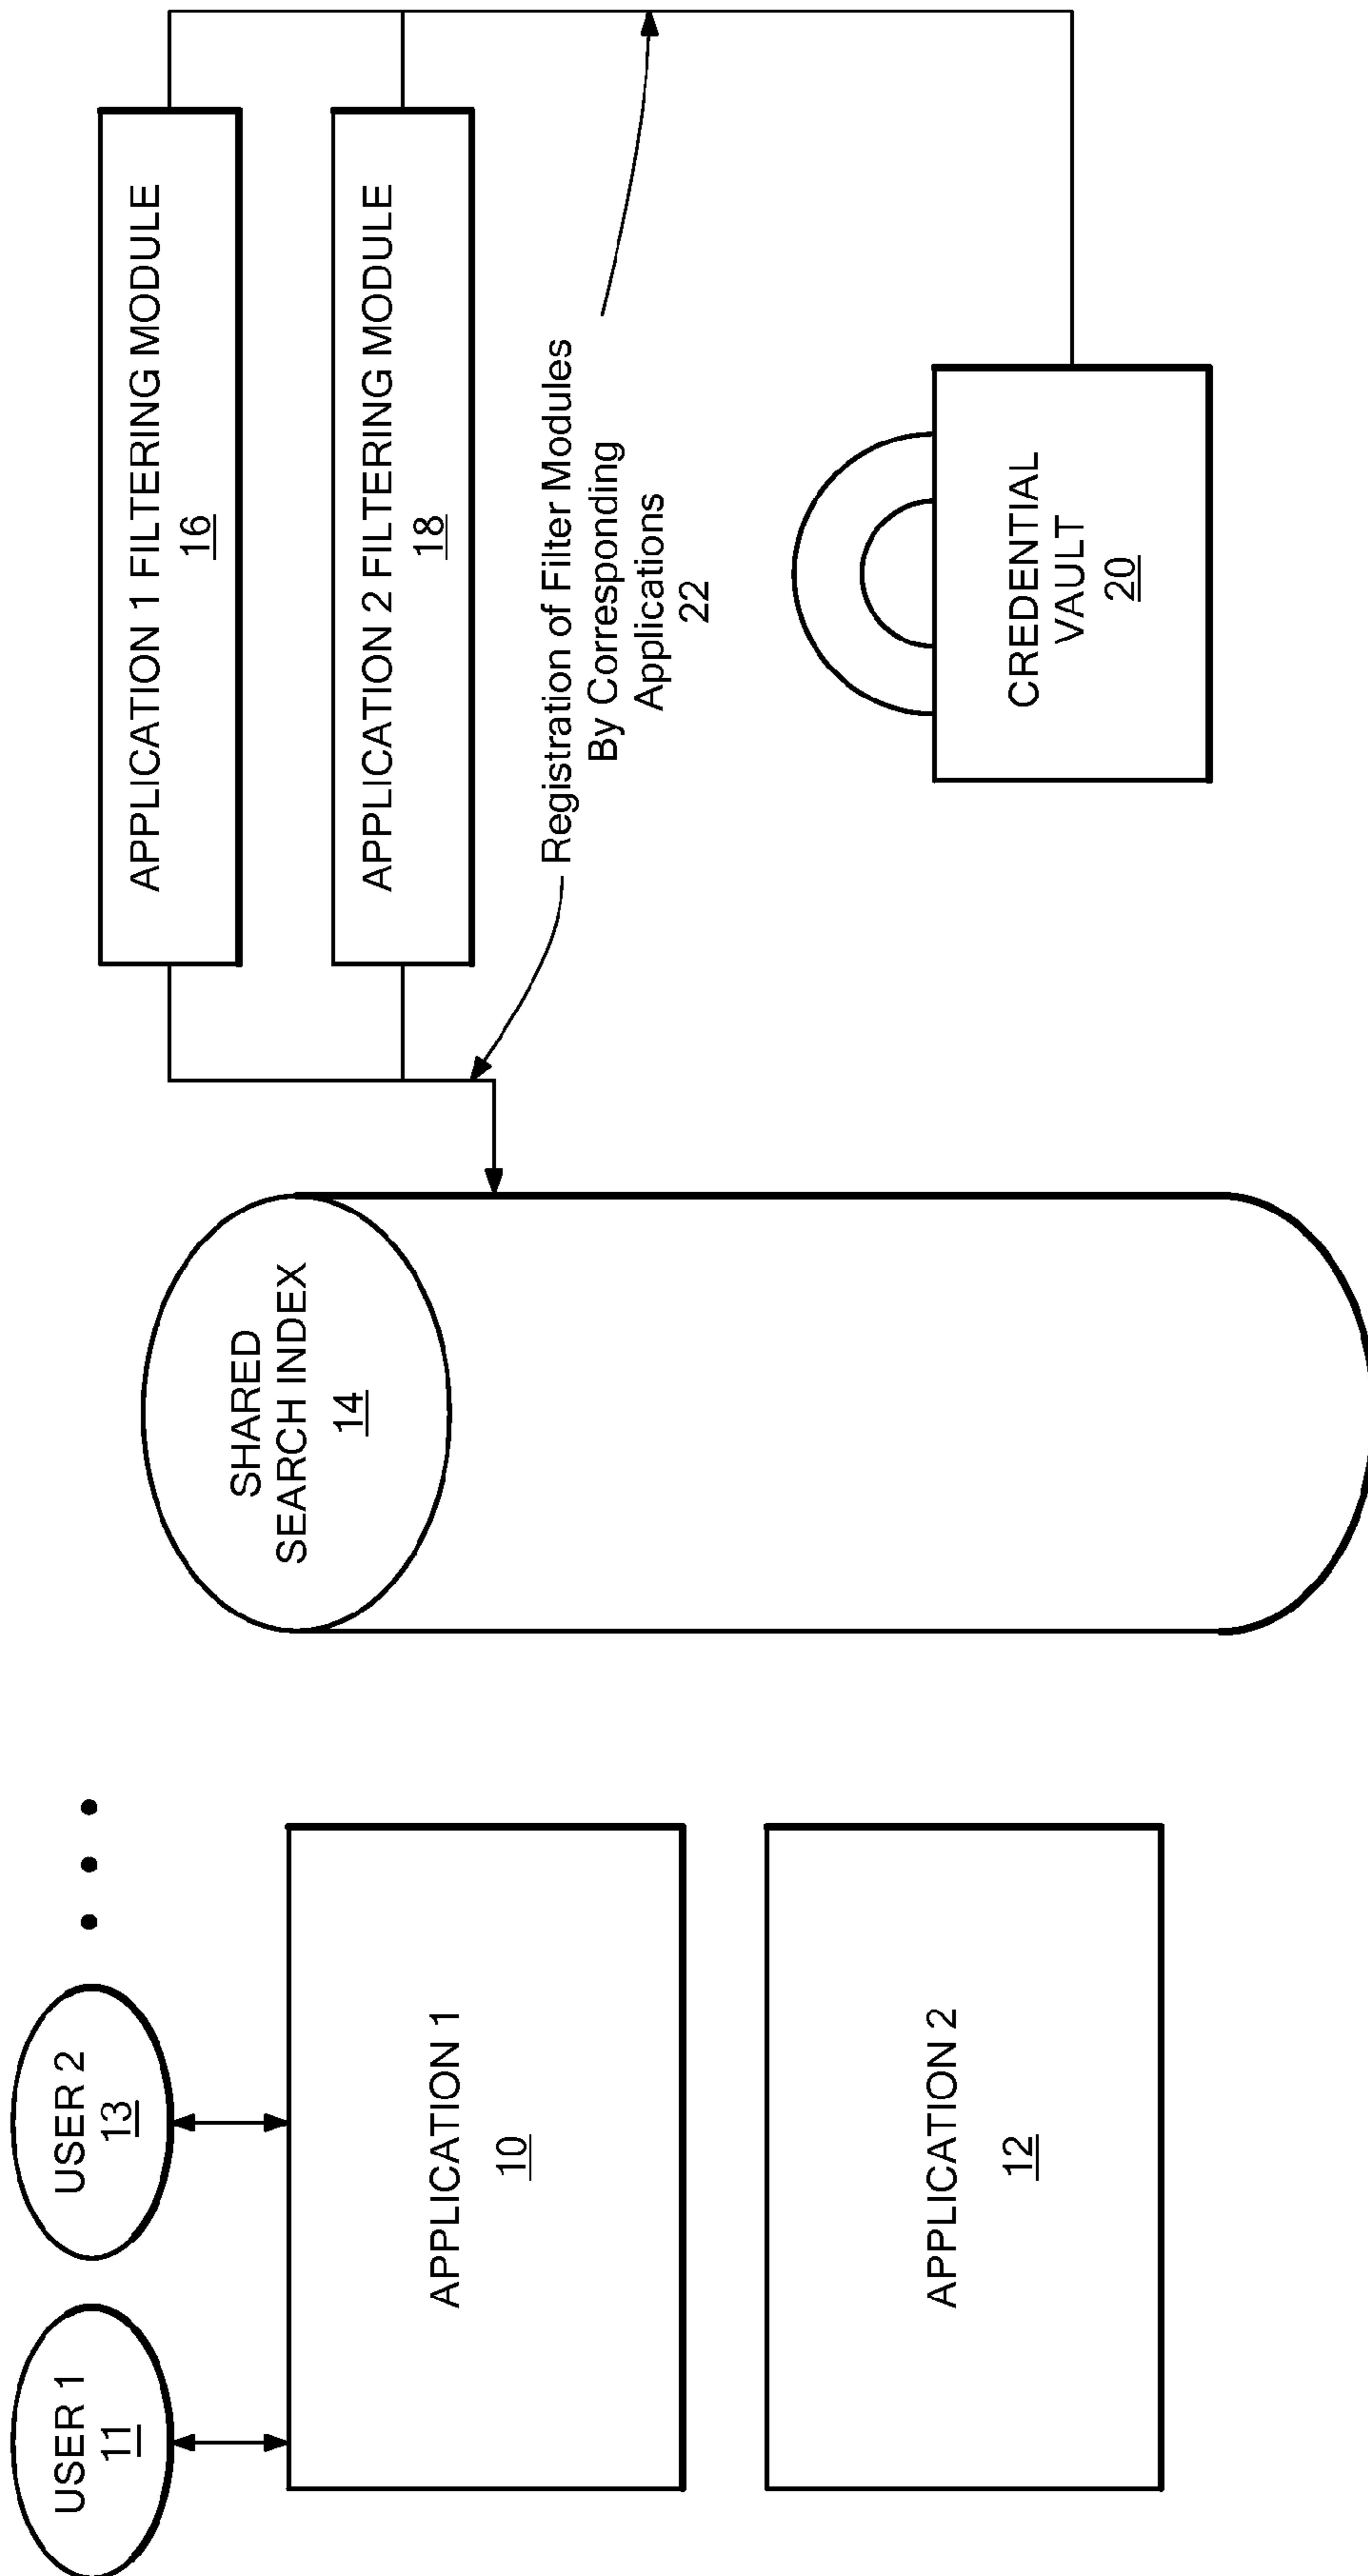 USER 1
11
USER 2
13
APPLICATION 1
10
APPLICATION 2
12
SHARED
SEARCH INDEX
14
APPLICATION 1 FILTERING MODULE
16
APPLICATION 2 FILTERING MODULE
18
Registration of Filter Modules
By Corresponding
Applications
22
CREDENTIAL
VAULT
20